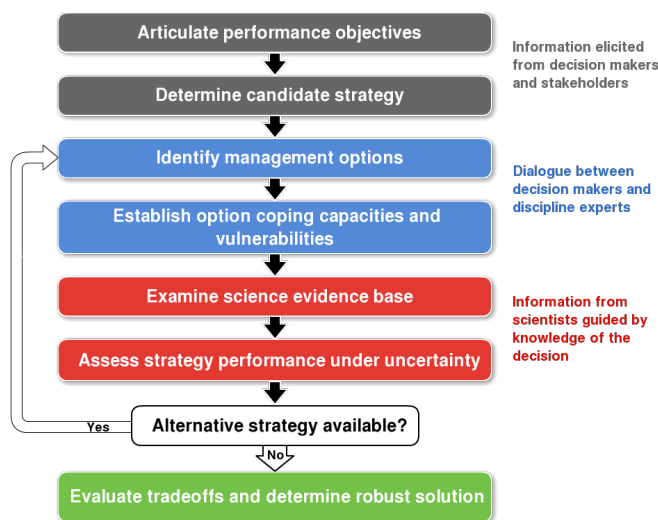 Articulate performance objectives
Information elicited
from decision makers
and stakeholders
Determine candidate strategy
Identify management options
Dialogue between
decision makers and
discipline experts
Establish option coping capacities and
vulnerabilities
Examine science evidence base
Information from
scientists guided by
knowledge of the
decision
Assess strategy performance under uncertainty
Alternative strategy available?
Yes
No
Evaluate tradeoffs and determine robust solution